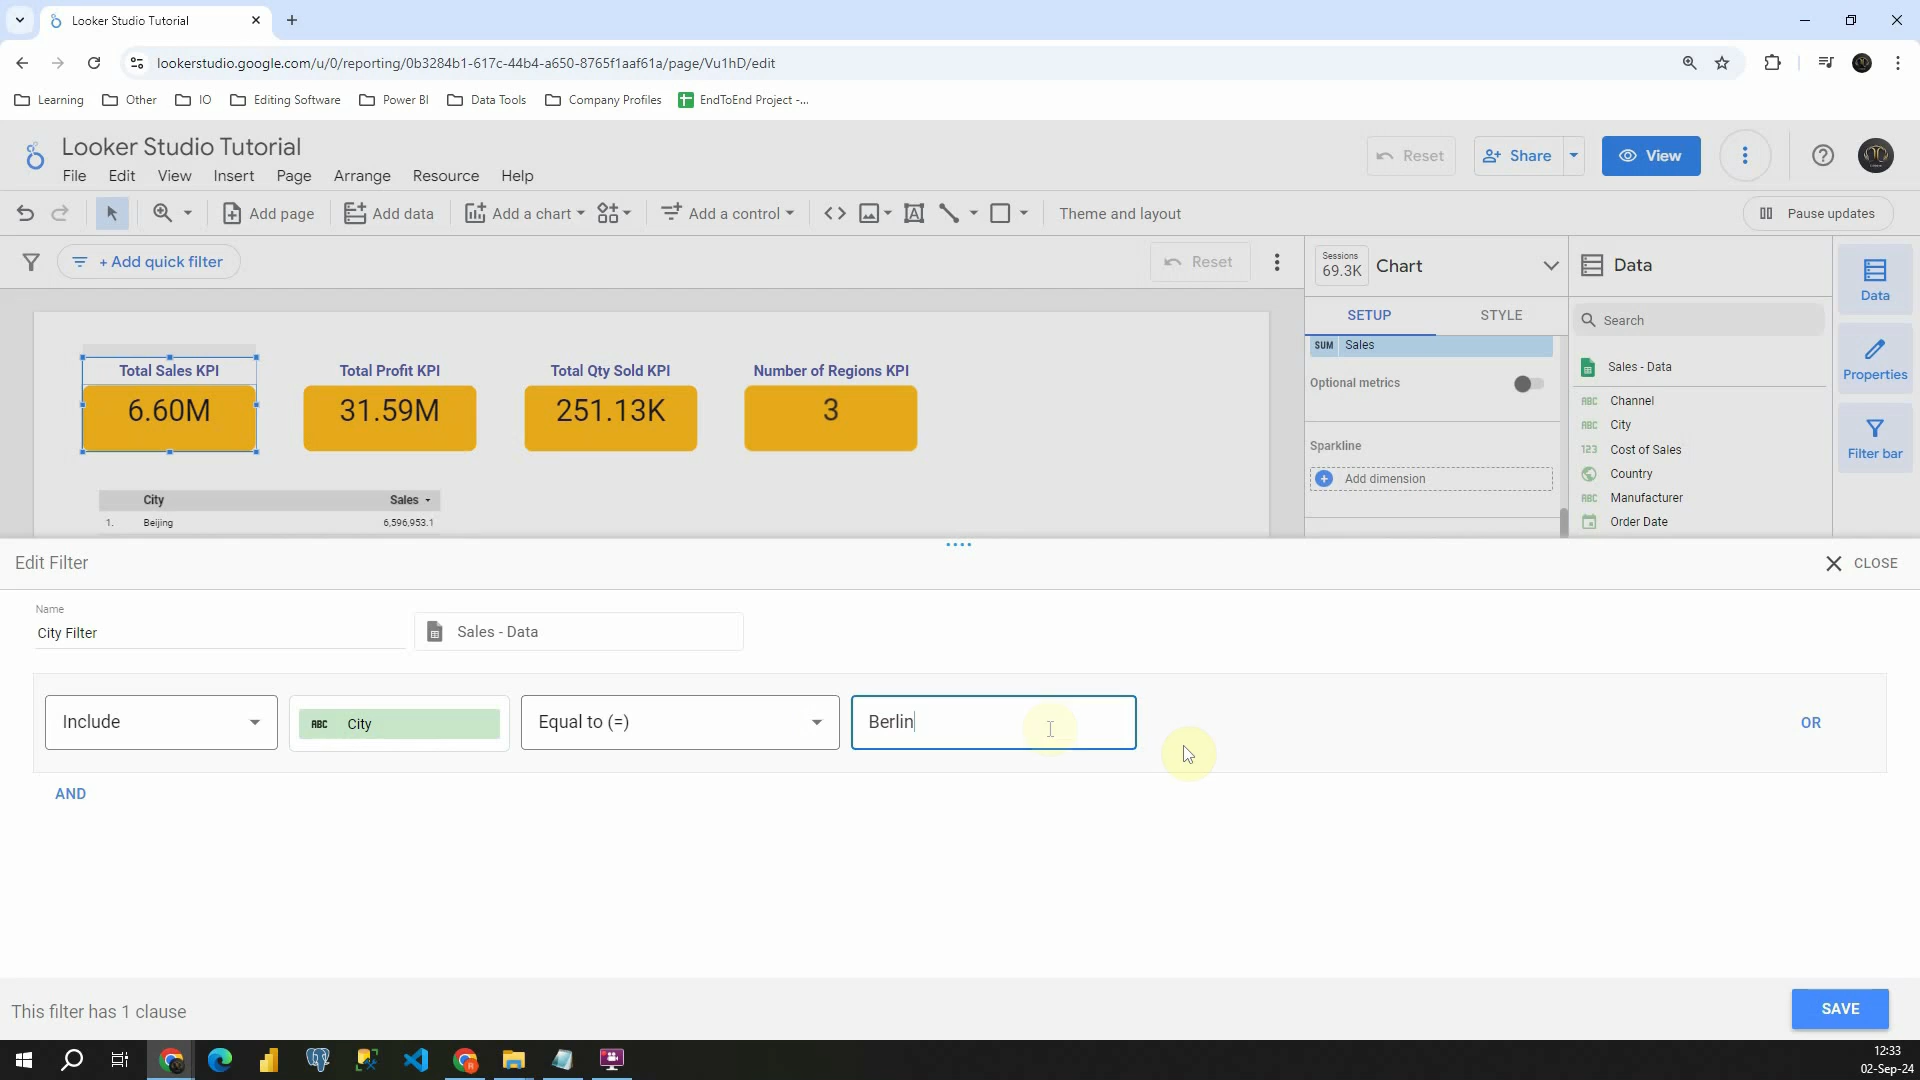 Looker Studio Tutorial
lookerstudio.google.com/u/0/reporting/0b3284b1-617c-44b4-a650-8765f1aaf61a/page/Vu1hD/edit
Learning Other IO Editing Software Power BI Data Tools Company Profiles EndToEnd Project -...
Looker Studio Tutorial
Reset Share View
File Edit View Insert Page Arrange Resource Help
Add page Add data Add a chart Add a control Theme and layout Pause updates
+ Add quick filter Reset
Sessions
69.3K
Chart
Data
SETUP STYLE
Search
Data
Properties
Filter bar
SUM Sales
Optional metrics
Sparkline
Add dimension
Sales - Data
ABC Channel
ABC City
123 Cost of Sales
Country
ABC Manufacturer
Order Date
Total Sales KPI Total Profit KPI Total Qty Sold KPI Number of Regions KPI
6.60M 31.59M 251.13K 3
City Sales
1. Beijing 6,596,953.1
Edit Filter
CLOSE
Name
City Filter
Sales - Data
Include ABC City Equal to (=) Berlin OR
AND
This filter has 1 clause
SAVE
12:33
02-Sep-24